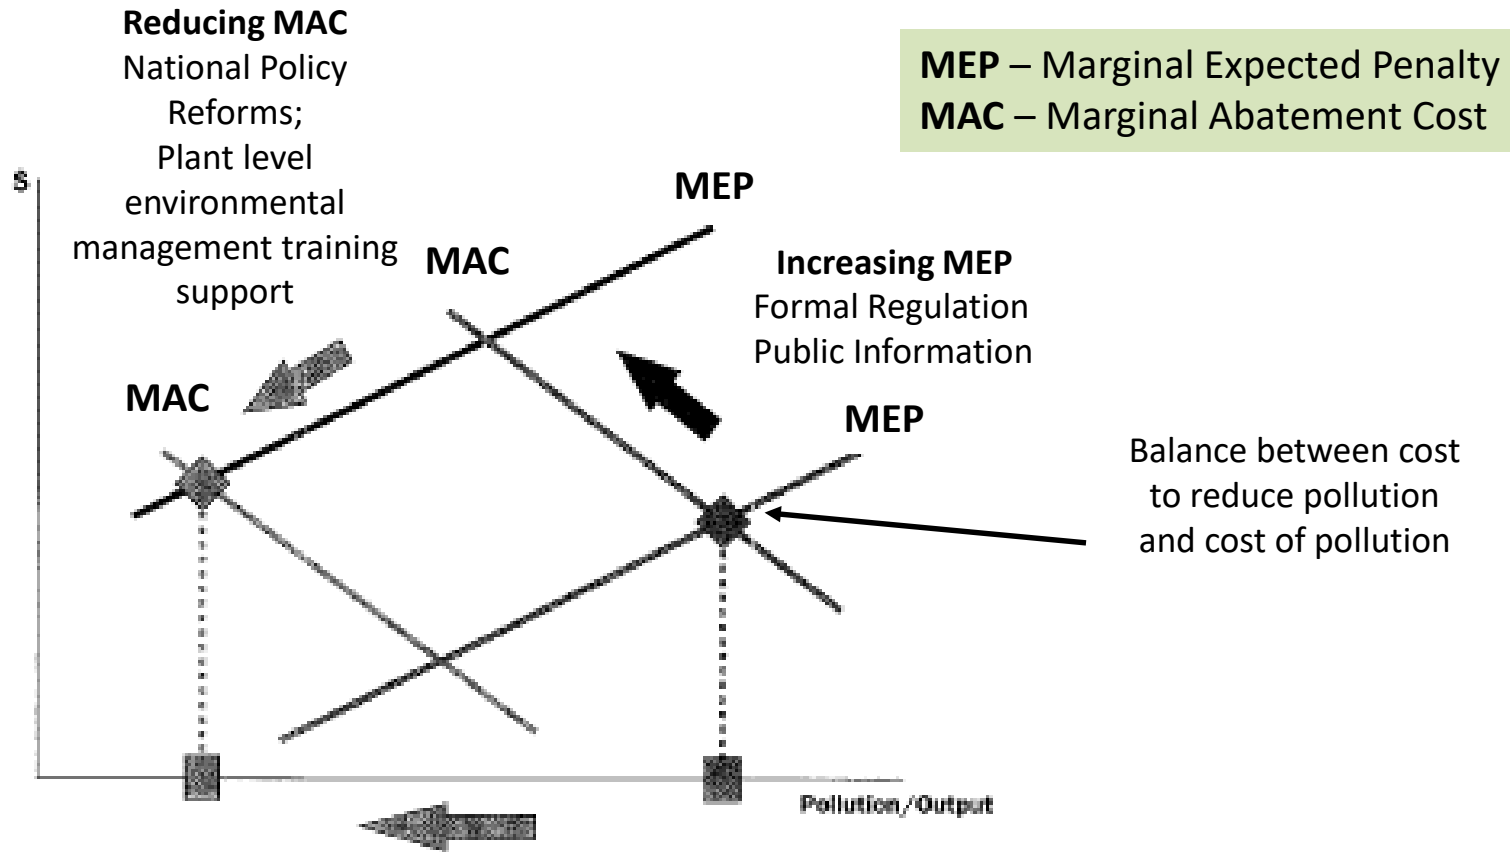 Reducing MAC
National Policy
Reforms;
Plant level
environmental
management training
support
MEP – Marginal Expected Penalty
MAC – Marginal Abatement Cost
$
MEP
MAC
Increasing MEP
Formal Regulation
Public Information
MAC
MEP
Balance between cost
to reduce pollution
and cost of pollution
Pollution/Output